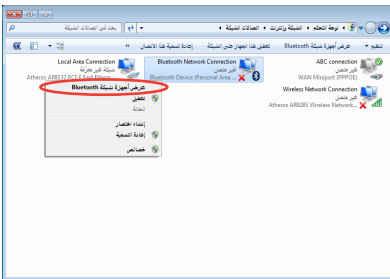 لوحة التحكم ◂ الشبكة وإنترنت ◂ اتصالات الشبكة
بحث في اتصالات الشبكة
تنظيم
عرض أجهزة شبكة Bluetooth
تعطيل هذا الجهاز على الشبكة
إعادة تسمية هذا الاتصال
»
ABC connection
غير متصل
WAN Miniport (PPPOE)
Bluetooth Network Connection
غير متصل
Bluetooth Device (Personal Area ...
Local Area Connection
شبكة غير معرّفة
Atheros AR8132 PCI-E Fast Ethern...
Wireless Network Connection
غير متصل
Atheros AR9285 Wireless Network...
عرض أجهزة شبكة Bluetooth
تعطيل
الحالة
إنشاء اختصار
إعادة التسمية
خصائص